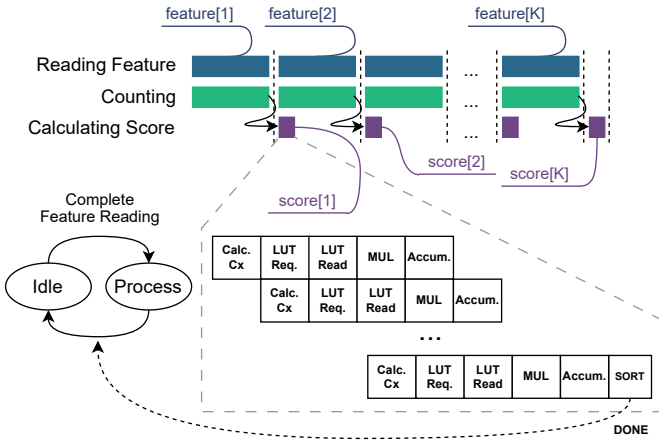 feature[1]
feature[2]
feature[K]
Reading Feature
...
Counting
...
Calculating Score
score[2]
score[K]
score[1]
Complete
Feature Reading
Idle
Process
Calc. Cx
LUT Req.
LUT Read
MUL
Accum.
Calc. Cx
LUT Req.
LUT Read
MUL
Accum.
...
Calc. Cx
LUT Req.
LUT Read
MUL
Accum.
SORT
DONE